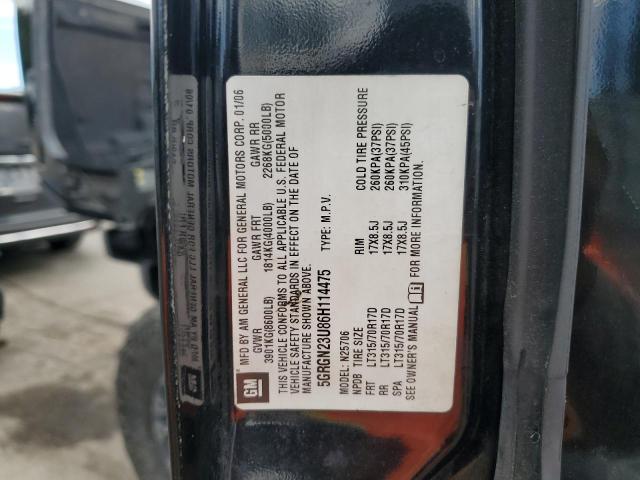 GM
MFD BY AM GENERAL LLC FOR GENERAL MOTORS CORP. 01/06
GVWR GAWR FRT GAWR RR
3901KG(8600LB) 1814KG(4000LB) 2268KG(5000LB)
THIS VEHICLE CONFORMS TO ALL APPLICABLE U.S. FEDERAL MOTOR
VEHICLE SAFETY STANDARDS IN EFFECT ON THE DATE OF
MANUFACTURE SHOWN ABOVE.
5GRGN23U86H114475 TYPE: M.P.V.
MODEL: N25706
NPDB TIRE SIZE RIM COLD TIRE PRESSURE
FRT LT315/70R17D 17X8.5J 260KPA(37PSI)
RR LT315/70R17D 17X8.5J 260KPA(37PSI)
SPA LT315/70R17D 17X8.5J 310KPA(45PSI)
SEE OWNER'S MANUAL FOR MORE INFORMATION.